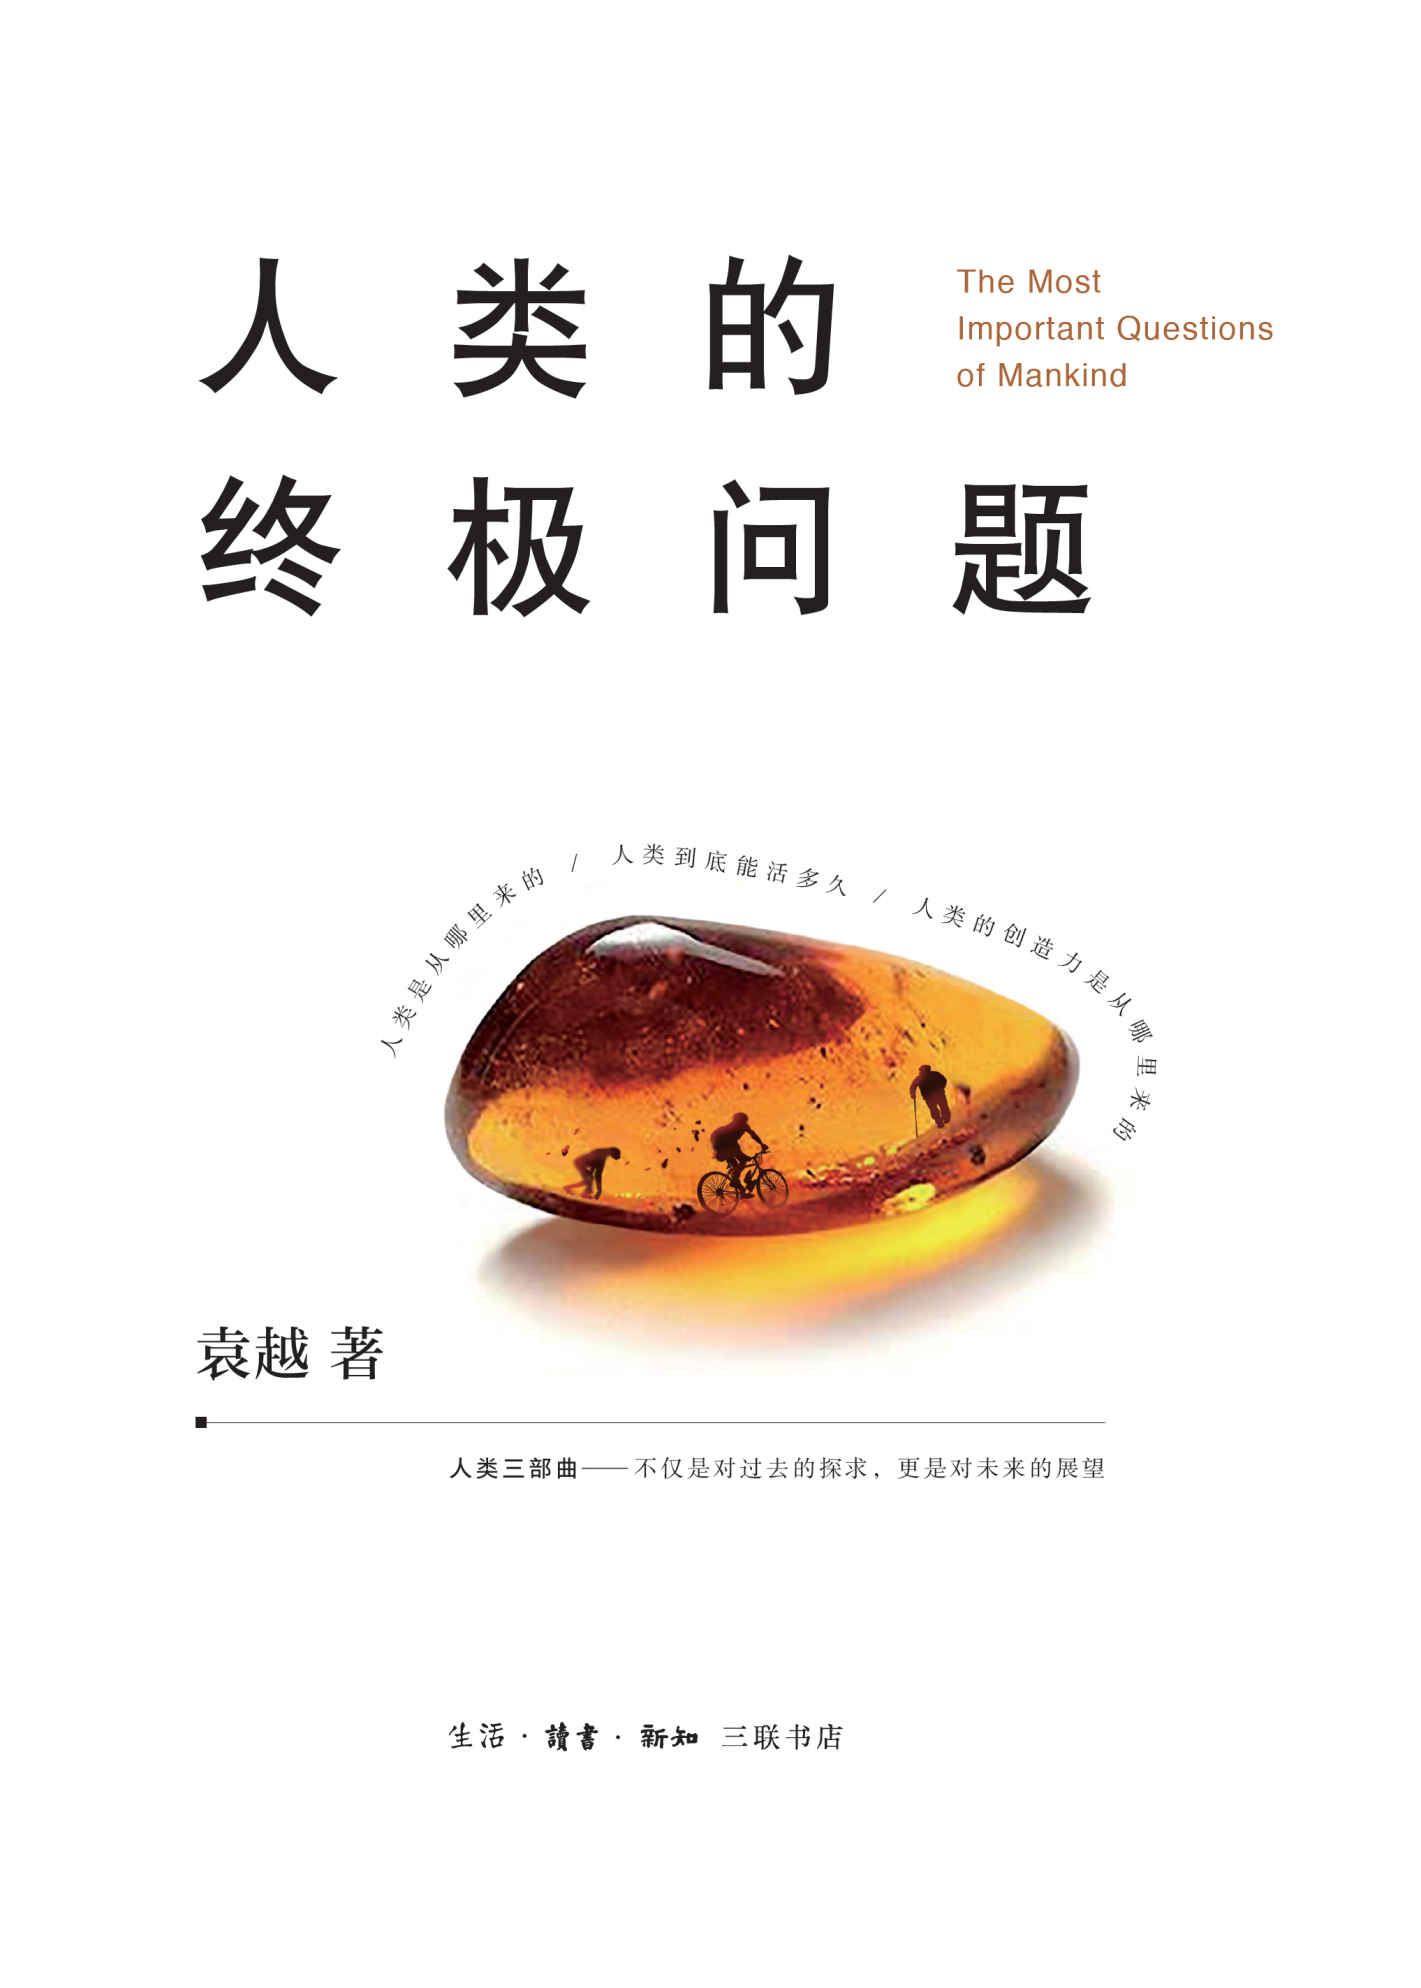 人类的
The Most
Important Questions
of Mankind
终极问题
人类是从哪里来的 / 人类到底能活多久 / 人类的创造力是从哪里来的
袁越 著
人类三部曲——不仅是对过去的探求，更是对未来的展望
生活·讀書·新知 三联书店